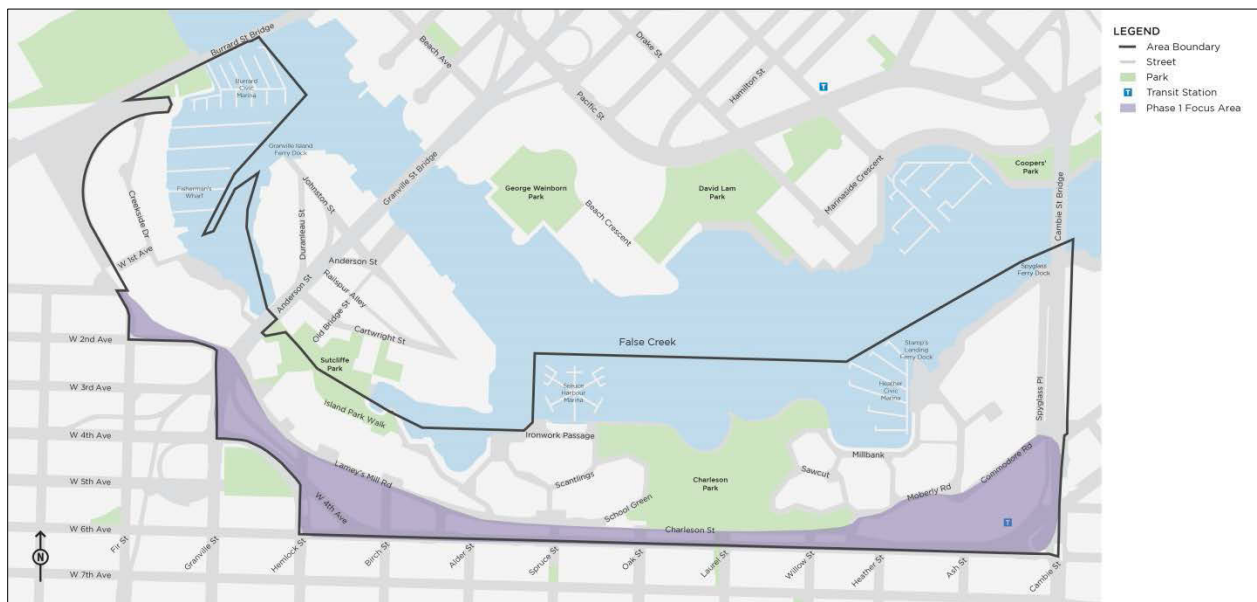 Burrard St Bridge
Beach Ave
Drake St
Hamilton St
T
Pacific St
Burrard
Civic
Marina
Granville Island
Ferry Dock
Granville St Bridge
Johnston St
Duranleau St
Fisherman's
Wharf
Creekside Dr
W 1st Ave
George Wainborn
Park
Beach Crescent
David Lam
Park
Marinaside Crescent
Coopers'
Park
Cambie St Bridge
Spyglass
Ferry Dock
Anderson St
Anderson St
Railspur Alley
Old Bridge St
Cartwright St
Sutcliffe
Park
Island Park Walk
False Creek
Stamp's
Landing
Ferry Dock
Heather
Civic
Marina
Spruce
Harbour
Marina
Spyglass Pl
W 2nd Ave
W 3rd Ave
W 4th Ave
W 5th Ave
W 6th Ave
W 7th Ave
Lamey's Mill Rd
W 4th Ave
Ironwork Passage
Scantlings
School Green
Charleson
Park
Charleson St
Sawcut
Millbank
Moberly Rd
Commodore Rd
T
N
Fir St
Granville St
Hemlock St
Birch St
Alder St
Spruce St
Oak St
Laurel St
Willow St
Heather St
Ash St
Cambie St
LEGEND
Area Boundary
Street
Park
T Transit Station
Phase 1 Focus Area